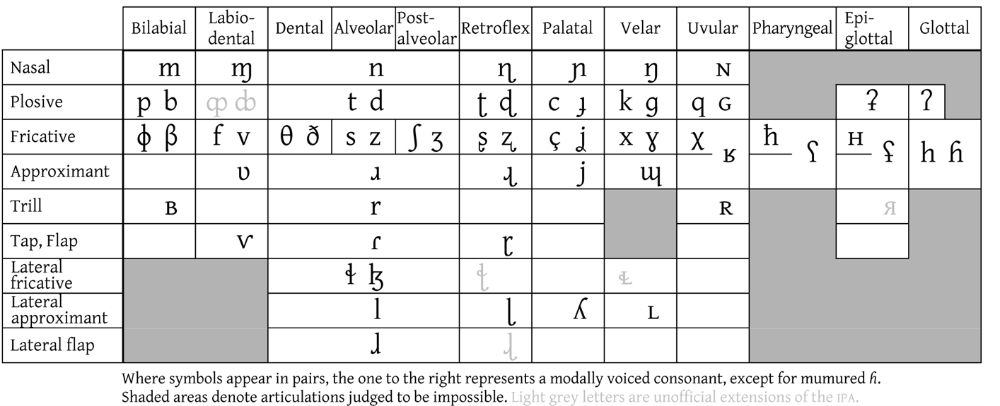 Bilabial Labio-dental Dental Alveolar Post-alveolar Retroflex Palatal Velar Uvular Pharyngeal Epi-glottal Glottal
Nasal m ɱ n ɳ ɲ ŋ ɴ
Plosive p b ȹ ȸ t d ʈ ɖ c ɟ k ɡ q ɢ ʡ ʔ
Fricative ɸ β f v θ ð s z ʃ ʒ ʂ ʐ ç ʝ x ɣ χ ʁ ħ ʕ ʜ ʢ h ɦ
Approximant ʋ ɹ ɻ j ɰ
Trill ʙ r ʀ ᴙ
Tap, Flap ⱱ ɾ ɽ
Lateral fricative ɬ ɮ ꞎ
Lateral approximant l ɭ ʎ ʟ
Lateral flap ɺ
Where symbols appear in pairs, the one to the right represents a modally voiced consonant, except for mumured ɦ.
Shaded areas denote articulations judged to be impossible. Light grey letters are unofficial extensions of the IPA.